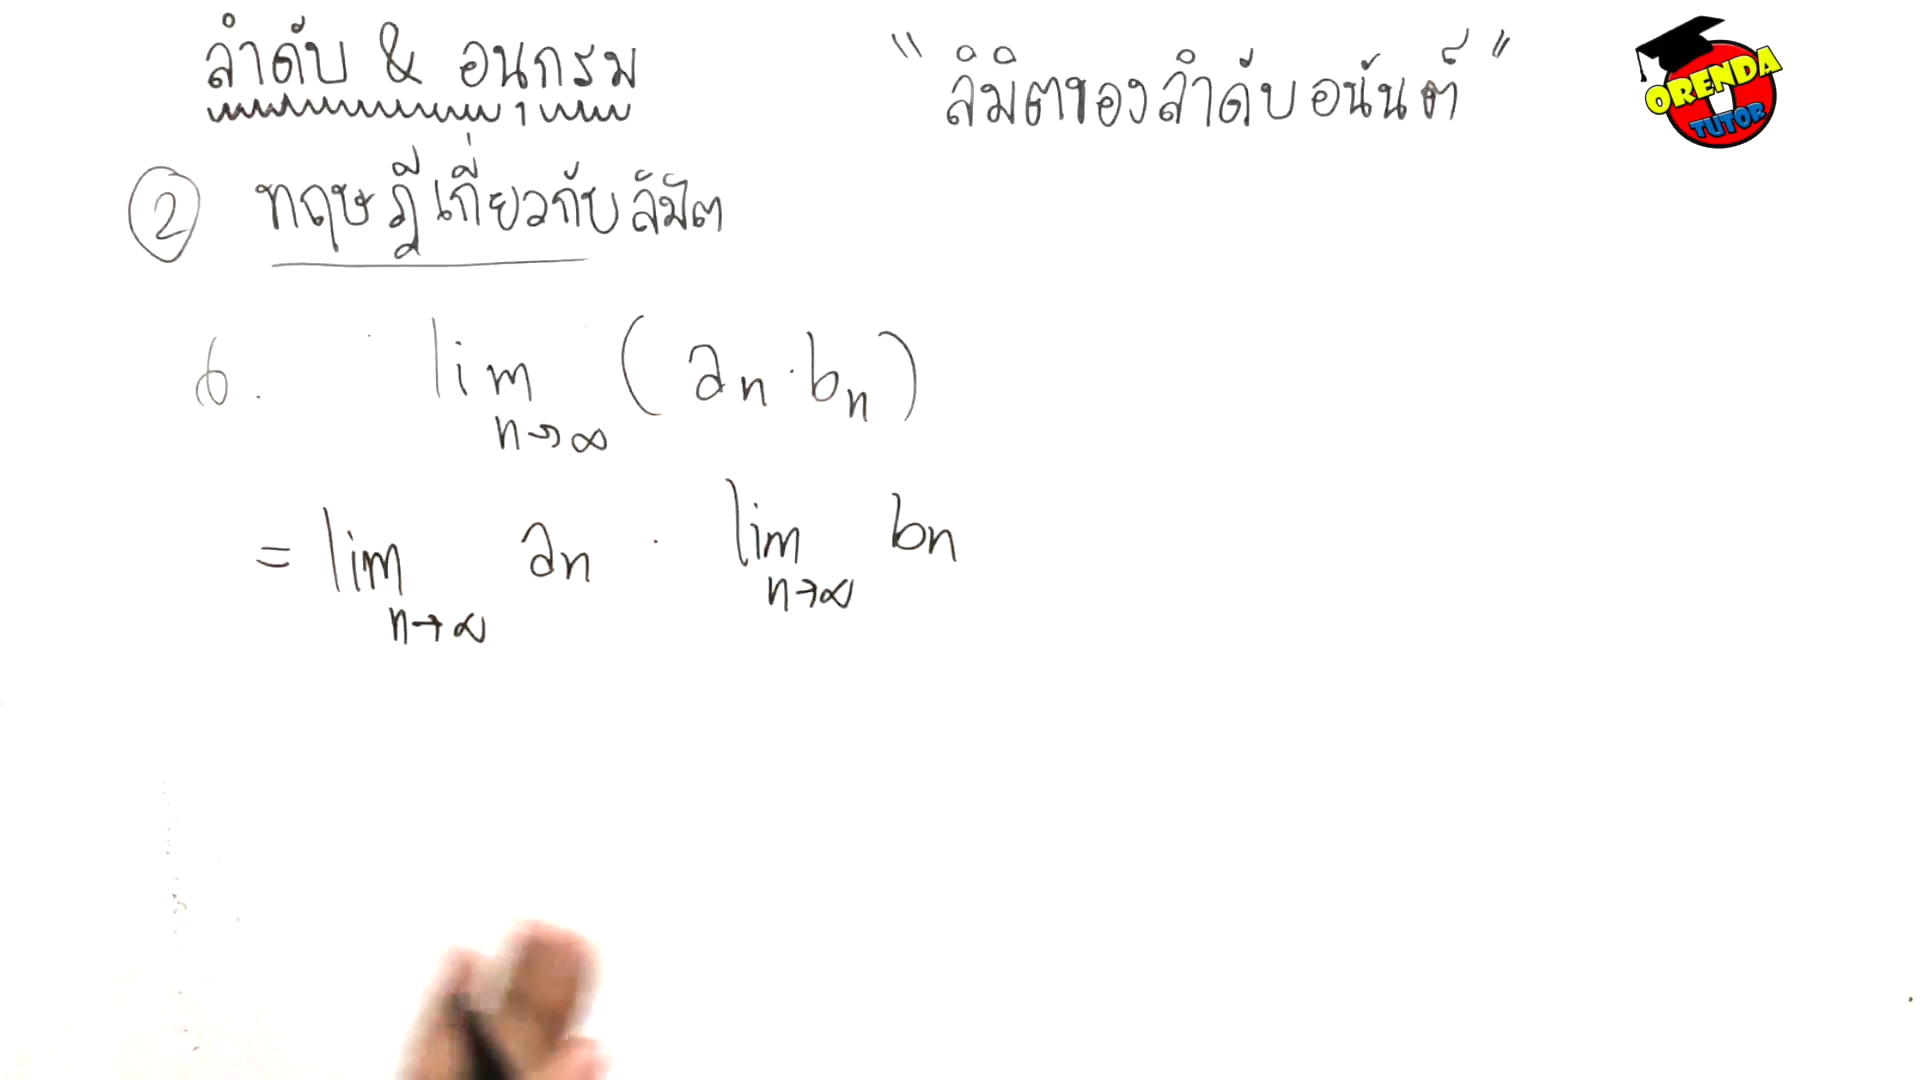 ลำดับ & อนุกรม
"ลิมิตของลำดับอนันต์"
ORENDA
TUTOR
② ทฤษฎีเกี่ยวกับลิมิต
6. lim (an · bn)
n→∞
= lim an · lim bn
n→∞ n→∞